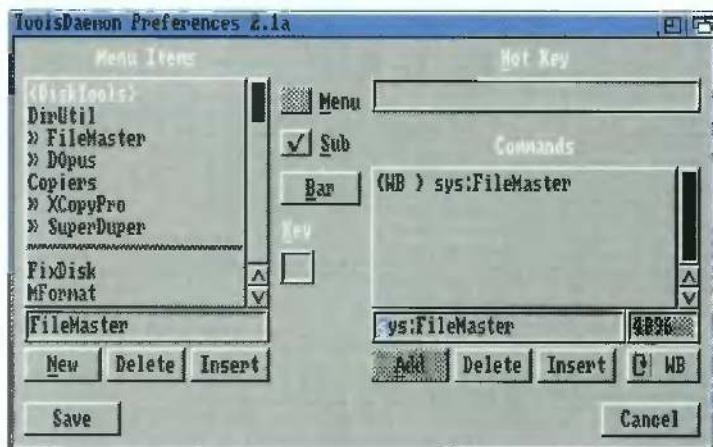 ToolsDaemon Preferences 2.1a
Menu Items
<DiskTools>
DirUtil
» FileMaster
» DOpus
Copiers
» XCopyPro
» SuperDuper
FixDisk
MFormat
FileMaster
New Delete Insert
Save
Menu
Sub
Bar
Key
Hot Key
Commands
(WB ) sys:FileMaster
ys:FileMaster 4096
Add Delete Insert WB
Cancel